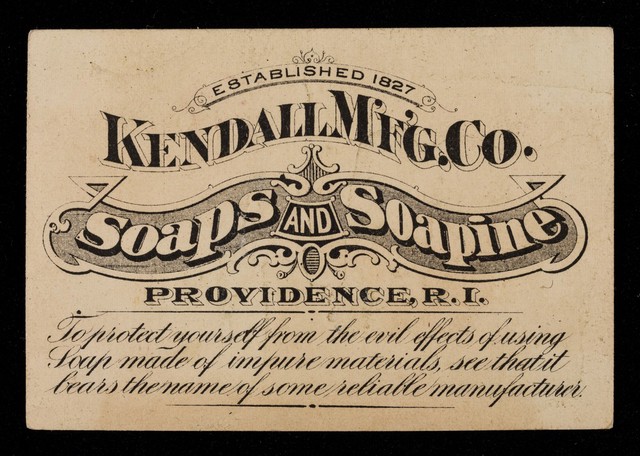 ESTABLISHED 1827
KENDALL M'F'G. CO.
Soaps AND Soapine
PROVIDENCE, R.I.
To protect yourself from the evil effects of using
Soap made of impure materials, see that it
bears the name of some reliable manufacturer.